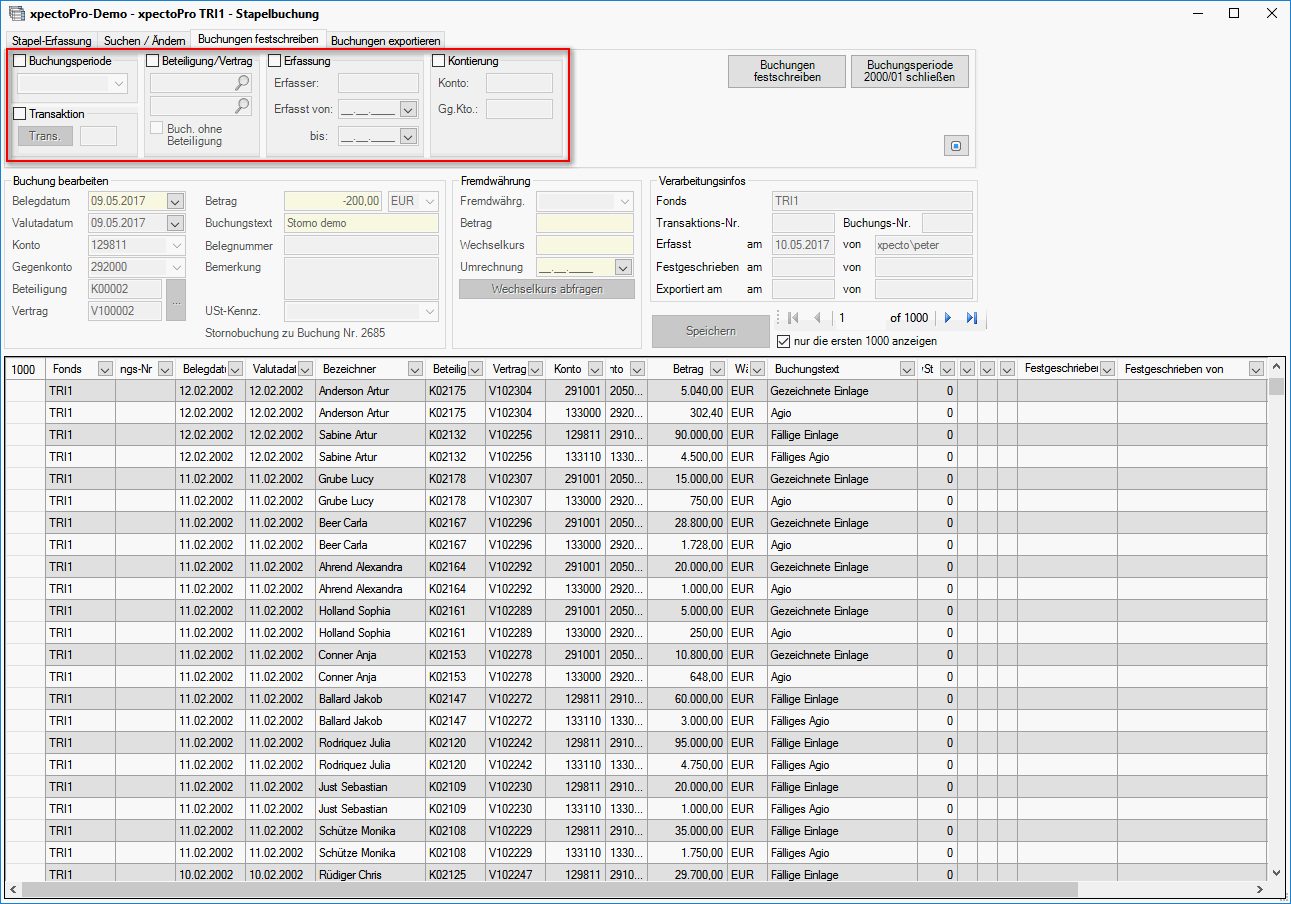 xpectoPro-Demo - xpectoPro TRI1 - Stapelbuchung
Stapel-Erfassung Suchen / Ändern Buchungen festschreiben Buchungen exportieren
Buchungsperiode Beteiligung/Vertrag Erfassung Kontierung
Buchungen festschreiben
Buchungsperiode 2000/01 schließen
Erfasser: Konto:
Transaktion Erfasst von: __.__.____ Gg.Kto.:
Trans. Buch. ohne Beteiligung bis: __.__.____
Buchung bearbeiten
Belegdatum 09.05.2017 Betrag -200,00 EUR
Valutadatum 09.05.2017 Buchungstext Storno demo
Konto 129811 Belegnummer
Gegenkonto 292000 Bemerkung
Beteiligung K00002 ...
Vertrag V100002 USt-Kennz.
Stornobuchung zu Buchung Nr. 2685
Fremdwährung
Fremdwährg.
Betrag
Wechselkurs
Umrechnung __.__.____
Wechselkurs abfragen
Verarbeitungsinfos
Fonds TRI1
Transaktions-Nr. Buchungs-Nr.
Erfasst am 10.05.2017 von xpecto\peter
Festgeschrieben am von
Exportiert am am von
Speichern 1 of 1000
nur die ersten 1000 anzeigen
1000 Fonds ngs-Nr Belegdatu Valutadat Bezeichner Beteilig Vertrag Konto nto Betrag Wä Buchungstext St Festgeschrieben Festgeschrieben von
TRI1 12.02.2002 12.02.2002 Anderson Artur K02175 V102304 291001 2050... 5.040,00 EUR Gezeichnete Einlage 0
TRI1 12.02.2002 12.02.2002 Anderson Artur K02175 V102304 133000 2920... 302,40 EUR Agio 0
TRI1 12.02.2002 12.02.2002 Sabine Artur K02132 V102256 129811 2910... 90.000,00 EUR Fällige Einlage 0
TRI1 12.02.2002 12.02.2002 Sabine Artur K02132 V102256 133110 1330... 4.500,00 EUR Fälliges Agio 0
TRI1 11.02.2002 11.02.2002 Grube Lucy K02178 V102307 291001 2050... 15.000,00 EUR Gezeichnete Einlage 0
TRI1 11.02.2002 11.02.2002 Grube Lucy K02178 V102307 133000 2920... 750,00 EUR Agio 0
TRI1 11.02.2002 11.02.2002 Beer Carla K02167 V102296 291001 2050... 28.800,00 EUR Gezeichnete Einlage 0
TRI1 11.02.2002 11.02.2002 Beer Carla K02167 V102296 133000 2920... 1.728,00 EUR Agio 0
TRI1 11.02.2002 11.02.2002 Ahrend Alexandra K02164 V102292 291001 2050... 20.000,00 EUR Gezeichnete Einlage 0
TRI1 11.02.2002 11.02.2002 Ahrend Alexandra K02164 V102292 133000 2920... 1.000,00 EUR Agio 0
TRI1 11.02.2002 11.02.2002 Holland Sophia K02161 V102289 291001 2050... 5.000,00 EUR Gezeichnete Einlage 0
TRI1 11.02.2002 11.02.2002 Holland Sophia K02161 V102289 133000 2920... 250,00 EUR Agio 0
TRI1 11.02.2002 11.02.2002 Conner Anja K02153 V102278 291001 2050... 10.800,00 EUR Gezeichnete Einlage 0
TRI1 11.02.2002 11.02.2002 Conner Anja K02153 V102278 133000 2920... 648,00 EUR Agio 0
TRI1 11.02.2002 11.02.2002 Ballard Jakob K02147 V102272 129811 2910... 60.000,00 EUR Fällige Einlage 0
TRI1 11.02.2002 11.02.2002 Ballard Jakob K02147 V102272 133110 1330... 3.000,00 EUR Fälliges Agio 0
TRI1 11.02.2002 11.02.2002 Rodriquez Julia K02120 V102242 129811 2910... 95.000,00 EUR Fällige Einlage 0
TRI1 11.02.2002 11.02.2002 Rodriquez Julia K02120 V102242 133110 1330... 4.750,00 EUR Fälliges Agio 0
TRI1 11.02.2002 11.02.2002 Just Sebastian K02109 V102230 129811 2910... 20.000,00 EUR Fällige Einlage 0
TRI1 11.02.2002 11.02.2002 Just Sebastian K02109 V102230 133110 1330... 1.000,00 EUR Fälliges Agio 0
TRI1 11.02.2002 11.02.2002 Schütze Monika K02108 V102229 129811 2910... 35.000,00 EUR Fällige Einlage 0
TRI1 11.02.2002 11.02.2002 Schütze Monika K02108 V102229 133110 1330... 1.750,00 EUR Fälliges Agio 0
TRI1 10.02.2002 10.02.2002 Rüdiger Chris K02125 V102247 129811 2910... 29.700,00 EUR Fällige Einlage 0